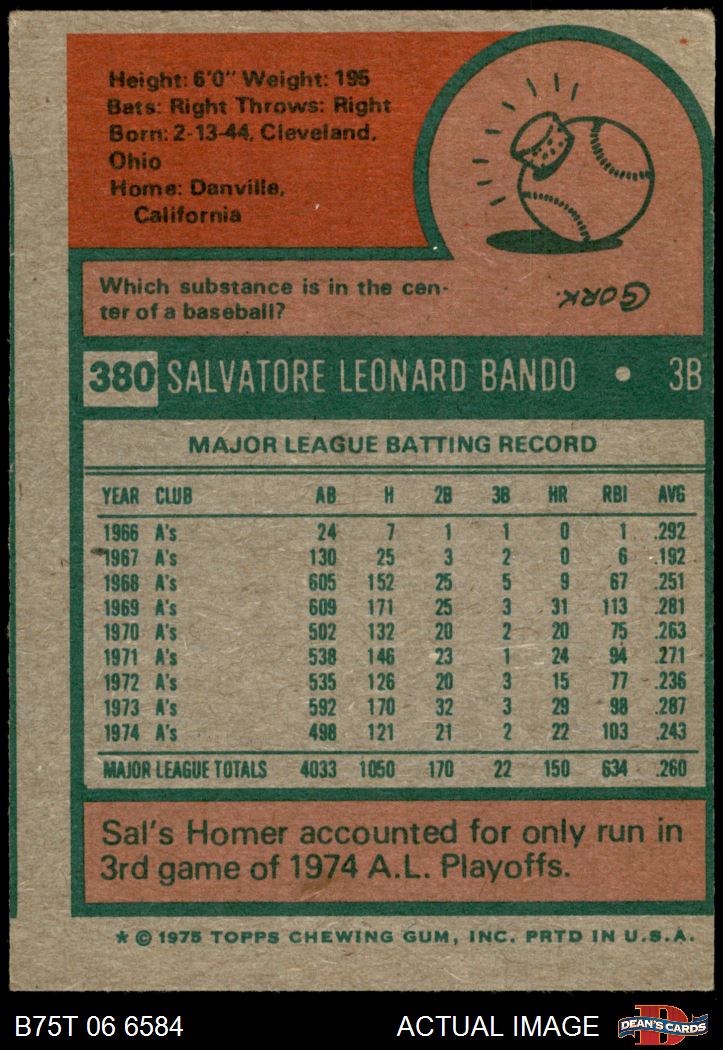 Height: 6'0" Weight: 195
Bats: Right Throws: Right
Born: 2-13-44, Cleveland,
Ohio
Home: Danville,
California
Which substance is in the cen-
ter of a baseball?
CORK.
380 SALVATORE LEONARD BANDO • 3B
MAJOR LEAGUE BATTING RECORD
YEAR CLUB AB H 2B 3B HR RBI AVG
1966 A's 24 7 1 1 0 1 .292
1967 A's 130 25 3 2 0 6 .192
1968 A's 605 152 25 5 9 67 .251
1969 A's 609 171 25 3 31 113 .281
1970 A's 502 132 20 2 20 75 .263
1971 A's 538 146 23 1 24 94 .271
1972 A's 535 126 20 3 15 77 .236
1973 A's 592 170 32 3 29 98 .287
1974 A's 498 121 21 2 22 103 .243
MAJOR LEAGUE TOTALS 4033 1050 170 22 150 634 .260
Sal's Homer accounted for only run in
3rd game of 1974 A.L. Playoffs.
* © 1975 TOPPS CHEWING GUM, INC. PRTD IN U.S.A.
B75T 06 6584 ACTUAL IMAGE D DEAN'S CARDS